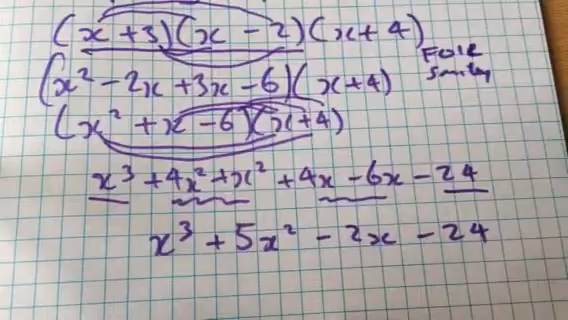 (x + 3)(x - 2)(x + 4)
(x² - 2x + 3x - 6)(x + 4)
(x² + x - 6)(x + 4)
x³ + 4x² + x² + 4x - 6x - 24
x³ + 5x² - 2x - 24